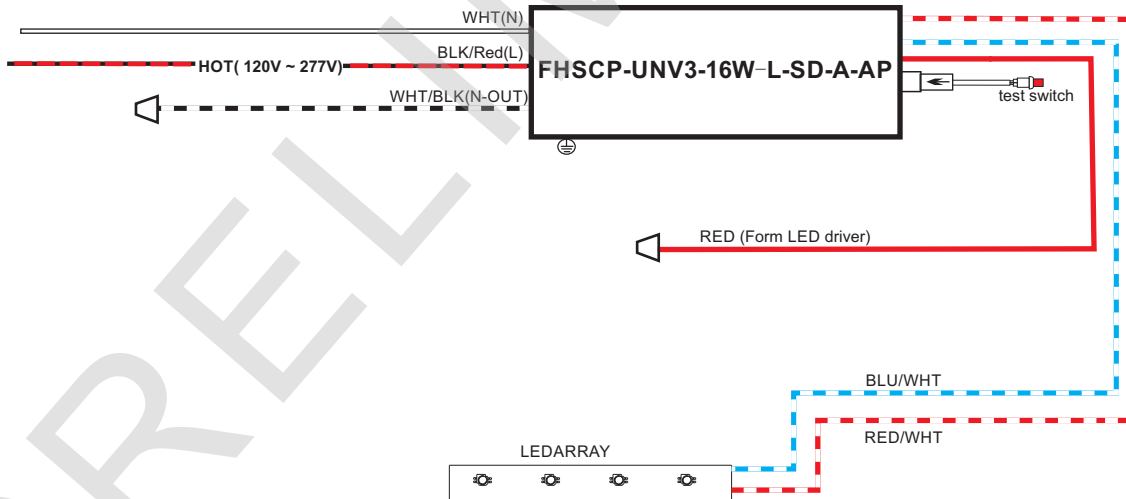 WHT(N)
BLK/Red(L)
HOT( 120V ~ 277V)
FHSCP-UNV3-16W-L-SD-A-AP
WHT/BLK(N-OUT)
test switch
RED (Form LED driver)
BLU/WHT
RED/WHT
LEDARRAY